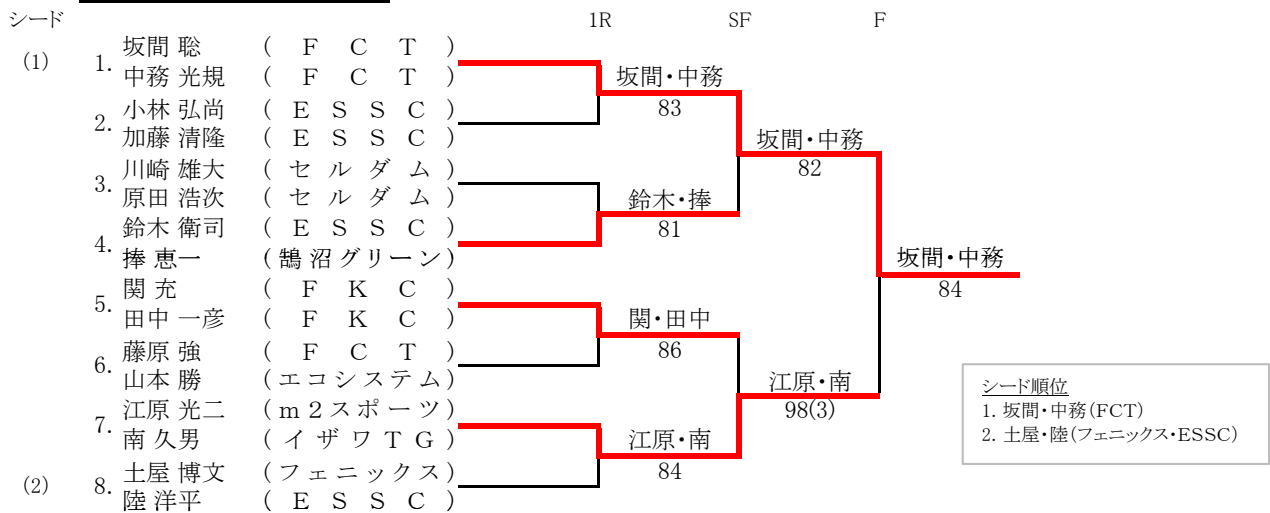 シード 1R SF F
(1) 1. 坂間 聡 (FCT)
中務 光規 (FCT)
坂間・中務
83
2. 小林 弘尚 (ESSC)
加藤 清隆 (ESSC)
坂間・中務
82
3. 川崎 雄大 (セルダム)
原田 浩次 (セルダム)
鈴木・捧
81
4. 鈴木 衛司 (ESSC)
捧 恵一 (鵠沼グリーン)
坂間・中務
84
5. 関 充 (FKC)
田中 一彦 (FKC)
関・田中
86
6. 藤原 強 (FCT)
山本 勝 (エコシステム)
江原・南
98(3)
7. 江原 光二 (m2スポーツ)
南 久男 (イザワTG)
江原・南
84
(2) 8. 土屋 博文 (フェニックス)
陸 洋平 (ESSC)
シード順位
1. 坂間・中務(FCT)
2. 土屋・陸(フェニックス・ESSC)